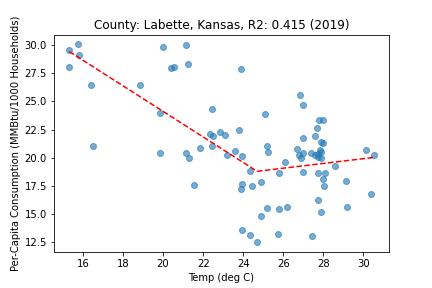 County: Labette, Kansas, R2: 0.415 (2019)
Per-Capita Consumption (MMBtu/1000 Households)
30.0
27.5
25.0
22.5
20.0
17.5
15.0
12.5
16 18 20 22 24 26 28 30
Temp (deg C)